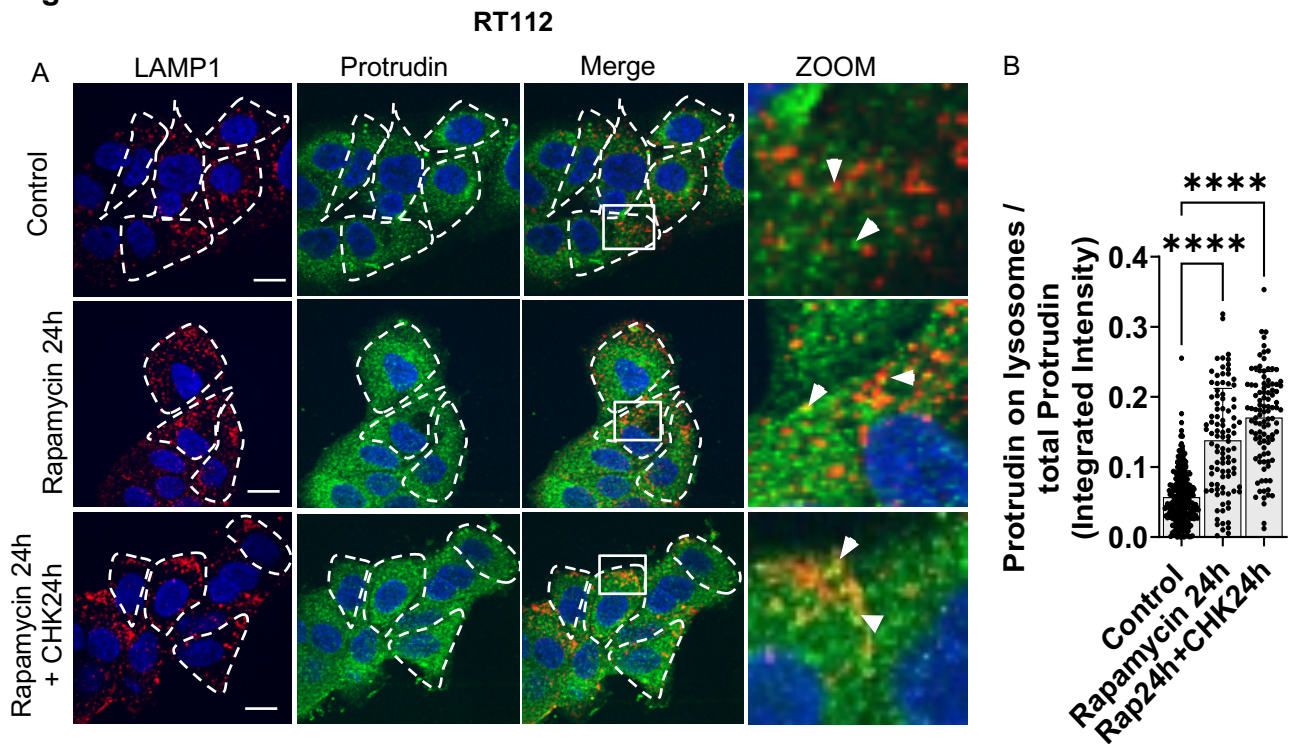 RT112
A
LAMP1
Protrudin
Merge
ZOOM
Control
Rapamycin 24h
Rapamycin 24h
+ CHK24h
B
Protrudin on lysosomes /
total Protrudin
(Integrated Intensity)
****
****
0.4
0.3
0.2
0.1
0.0
Control
Rapamycin 24h
Rap24h+CHK24h